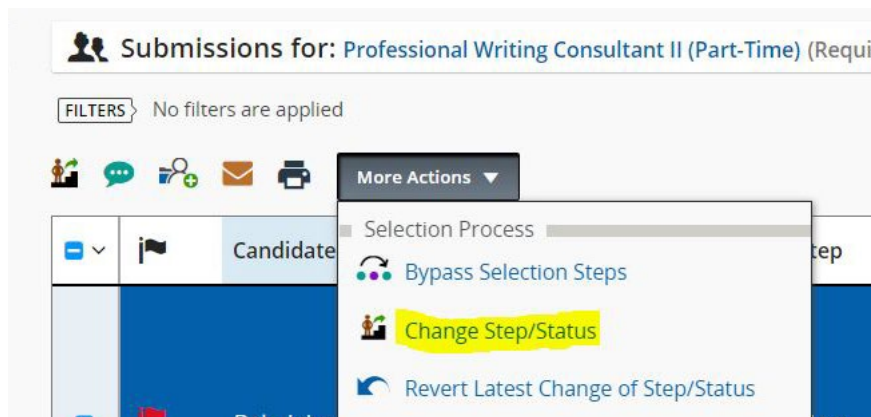 Submissions for: Professional Writing Consultant II (Part-Time) (Requi
FILTERS No filters are applied
More Actions
Selection Process
Candidate
tep
Bypass Selection Steps
Change Step/Status
Revert Latest Change of Step/Status